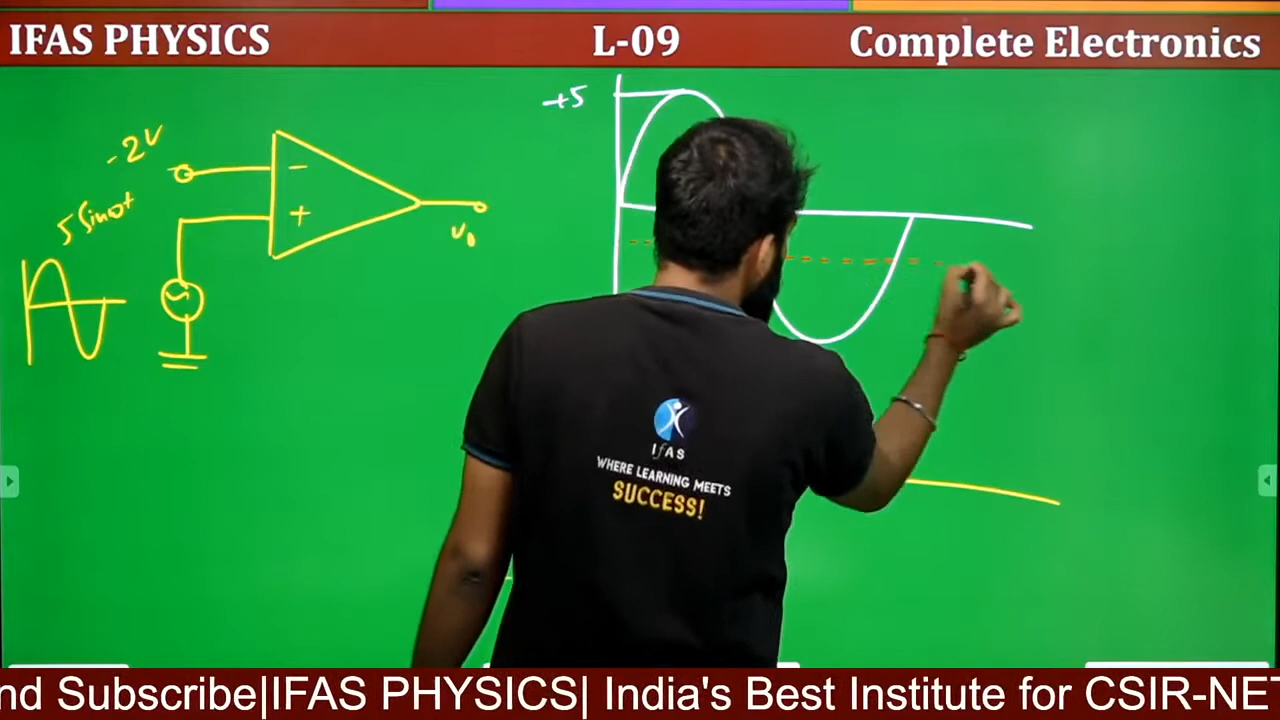 IFAS PHYSICS
L-09
Complete Electronics
+5
-2V
-
5 Sinωt
+
v₀
IfAS
WHERE LEARNING MEETS
SUCCESS!
nd Subscribe|IFAS PHYSICS| India's Best Institute for CSIR-NET